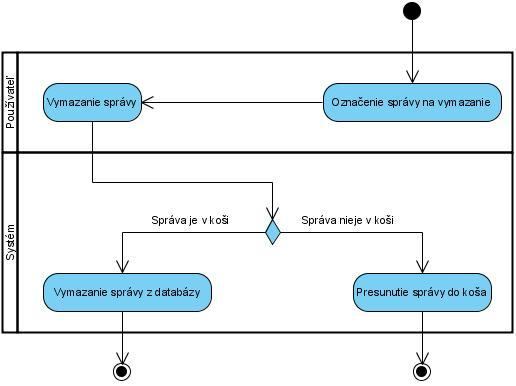 Používateľ
Vymazanie správy
Označenie správy na vymazanie
Systém
Správa je v koši
Správa nieje v koši
Vymazanie správy z databázy
Presunutie správy do koša